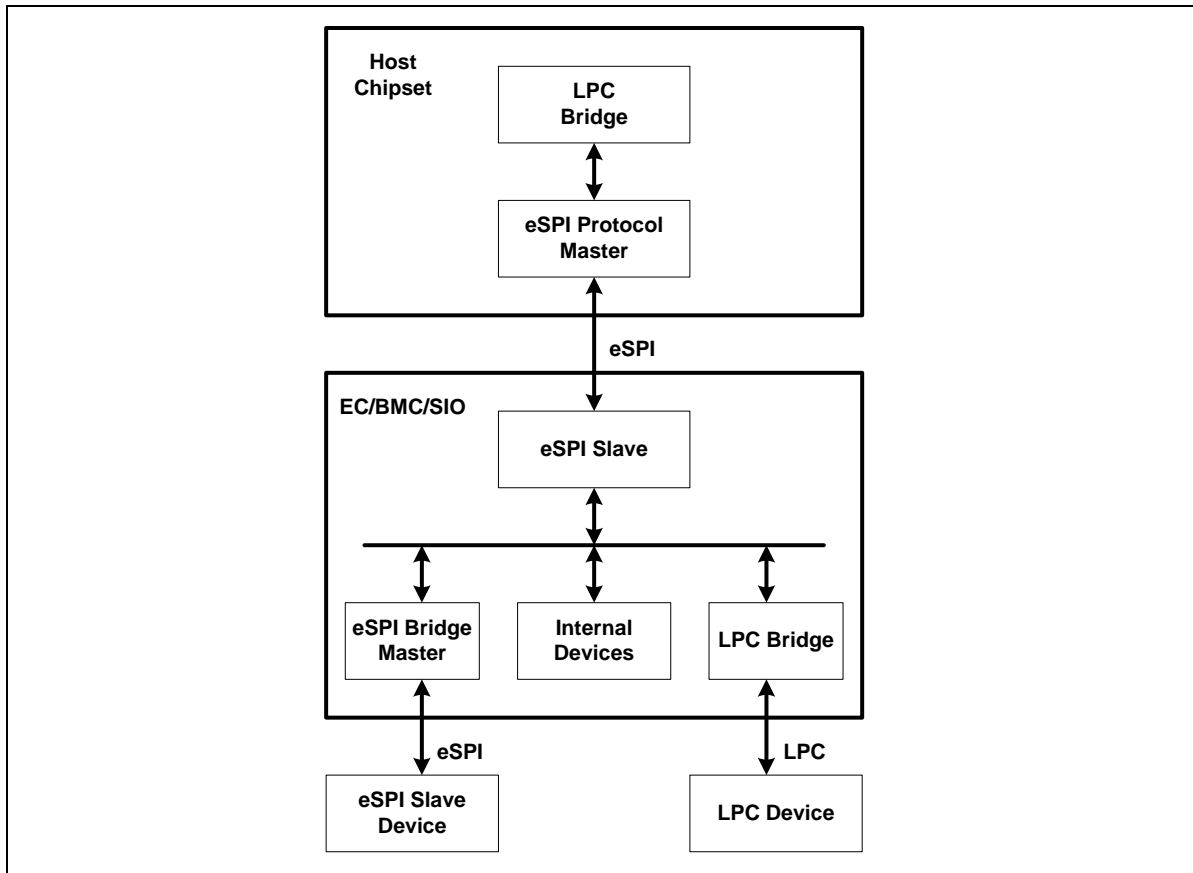 Host
Chipset
LPC
Bridge
eSPI Protocol
Master
eSPI
EC/BMC/SIO
eSPI Slave
eSPI Bridge
Master
Internal
Devices
LPC Bridge
eSPI
LPC
eSPI Slave
Device
LPC Device